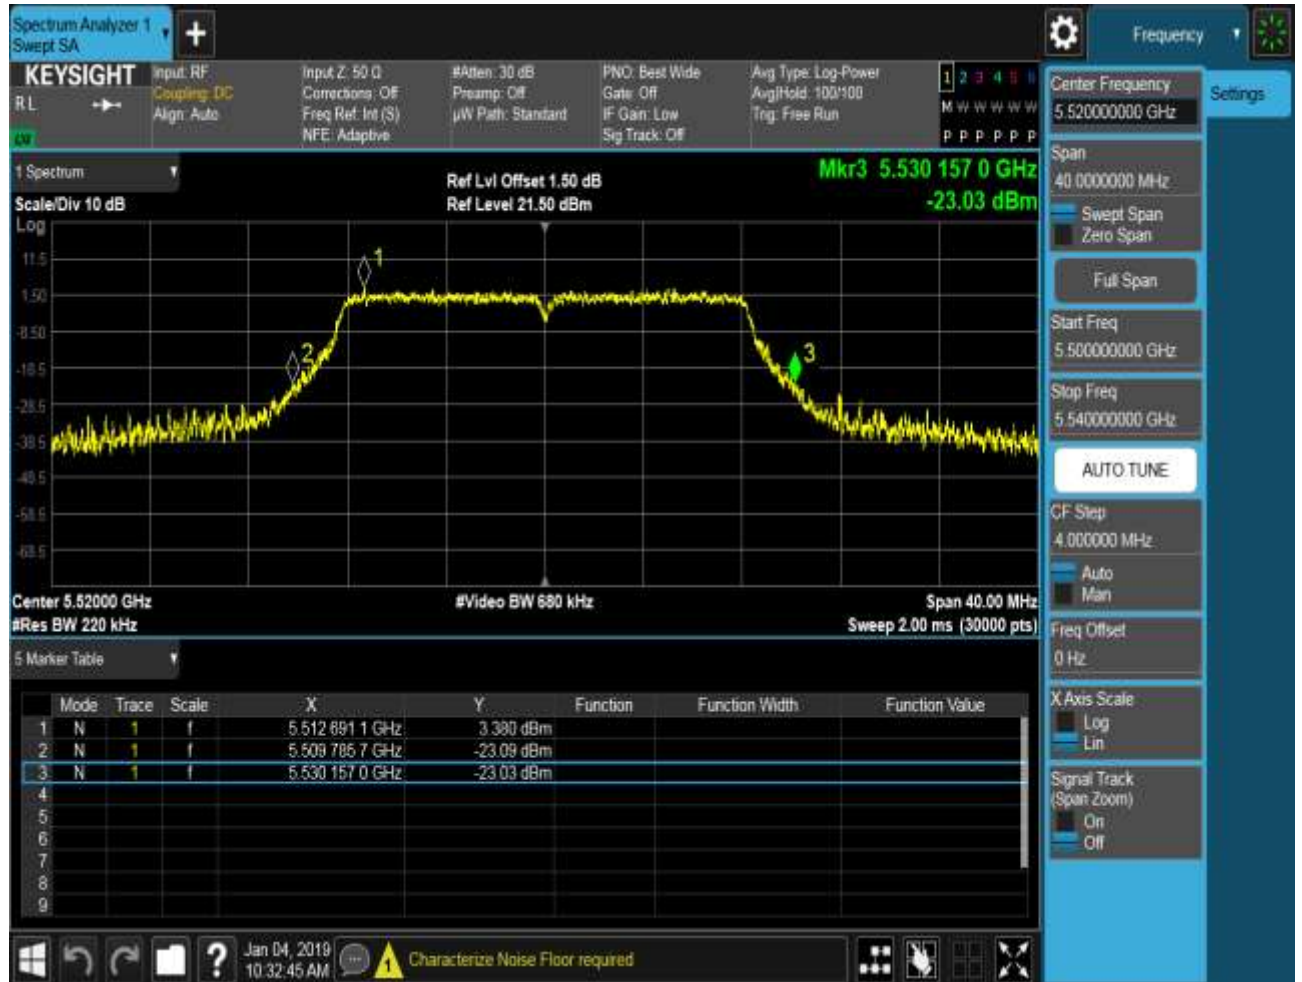 Spectrum Analyzer 1
Swept SA
+
Frequency
KEYSIGHT
R L
Input: RF
Coupling: DC
Align: Auto
Input Z: 50 Ω
Corrections: Off
Freq Ref: Int (S)
NFE: Adaptive
#Atten: 30 dB
Preamp: Off
µW Path: Standard
PNO: Best Wide
Gate: Off
IF Gain: Low
Sig Track: Off
Avg Type: Log-Power
Avg|Hold: 100/100
Trig: Free Run
1 2 3 4 5 6
M W W W W W
P P P P P P
1 Spectrum
Scale/Div 10 dB
Ref Lvl Offset 1.50 dB
Ref Level 21.50 dBm
Mkr3 5.530 157 0 GHz
-23.03 dBm
Log
11.5
1.50
-8.50
-18.5
-28.5
-38.5
-48.5
-58.5
-68.5
1
2
3
Center 5.52000 GHz
#Video BW 680 kHz
Span 40.00 MHz
#Res BW 220 kHz
Sweep 2.00 ms (30000 pts)
5 Marker Table
Mode Trace Scale X Y Function Function Width Function Value
1 N 1 f 5.512 691 1 GHz 3.380 dBm
2 N 1 f 5.509 785 7 GHz -23.09 dBm
3 N 1 f 5.530 157 0 GHz -23.03 dBm
4
5
6
7
8
9
Jan 04, 2019
10:32:45 AM
Characterize Noise Floor required
Settings
Center Frequency
5.520000000 GHz
Span
40.0000000 MHz
Swept Span
Zero Span
Full Span
Start Freq
5.500000000 GHz
Stop Freq
5.540000000 GHz
AUTO TUNE
CF Step
4.000000 MHz
Auto
Man
Freq Offset
0 Hz
X Axis Scale
Log
Lin
Signal Track
(Span Zoom)
On
Off